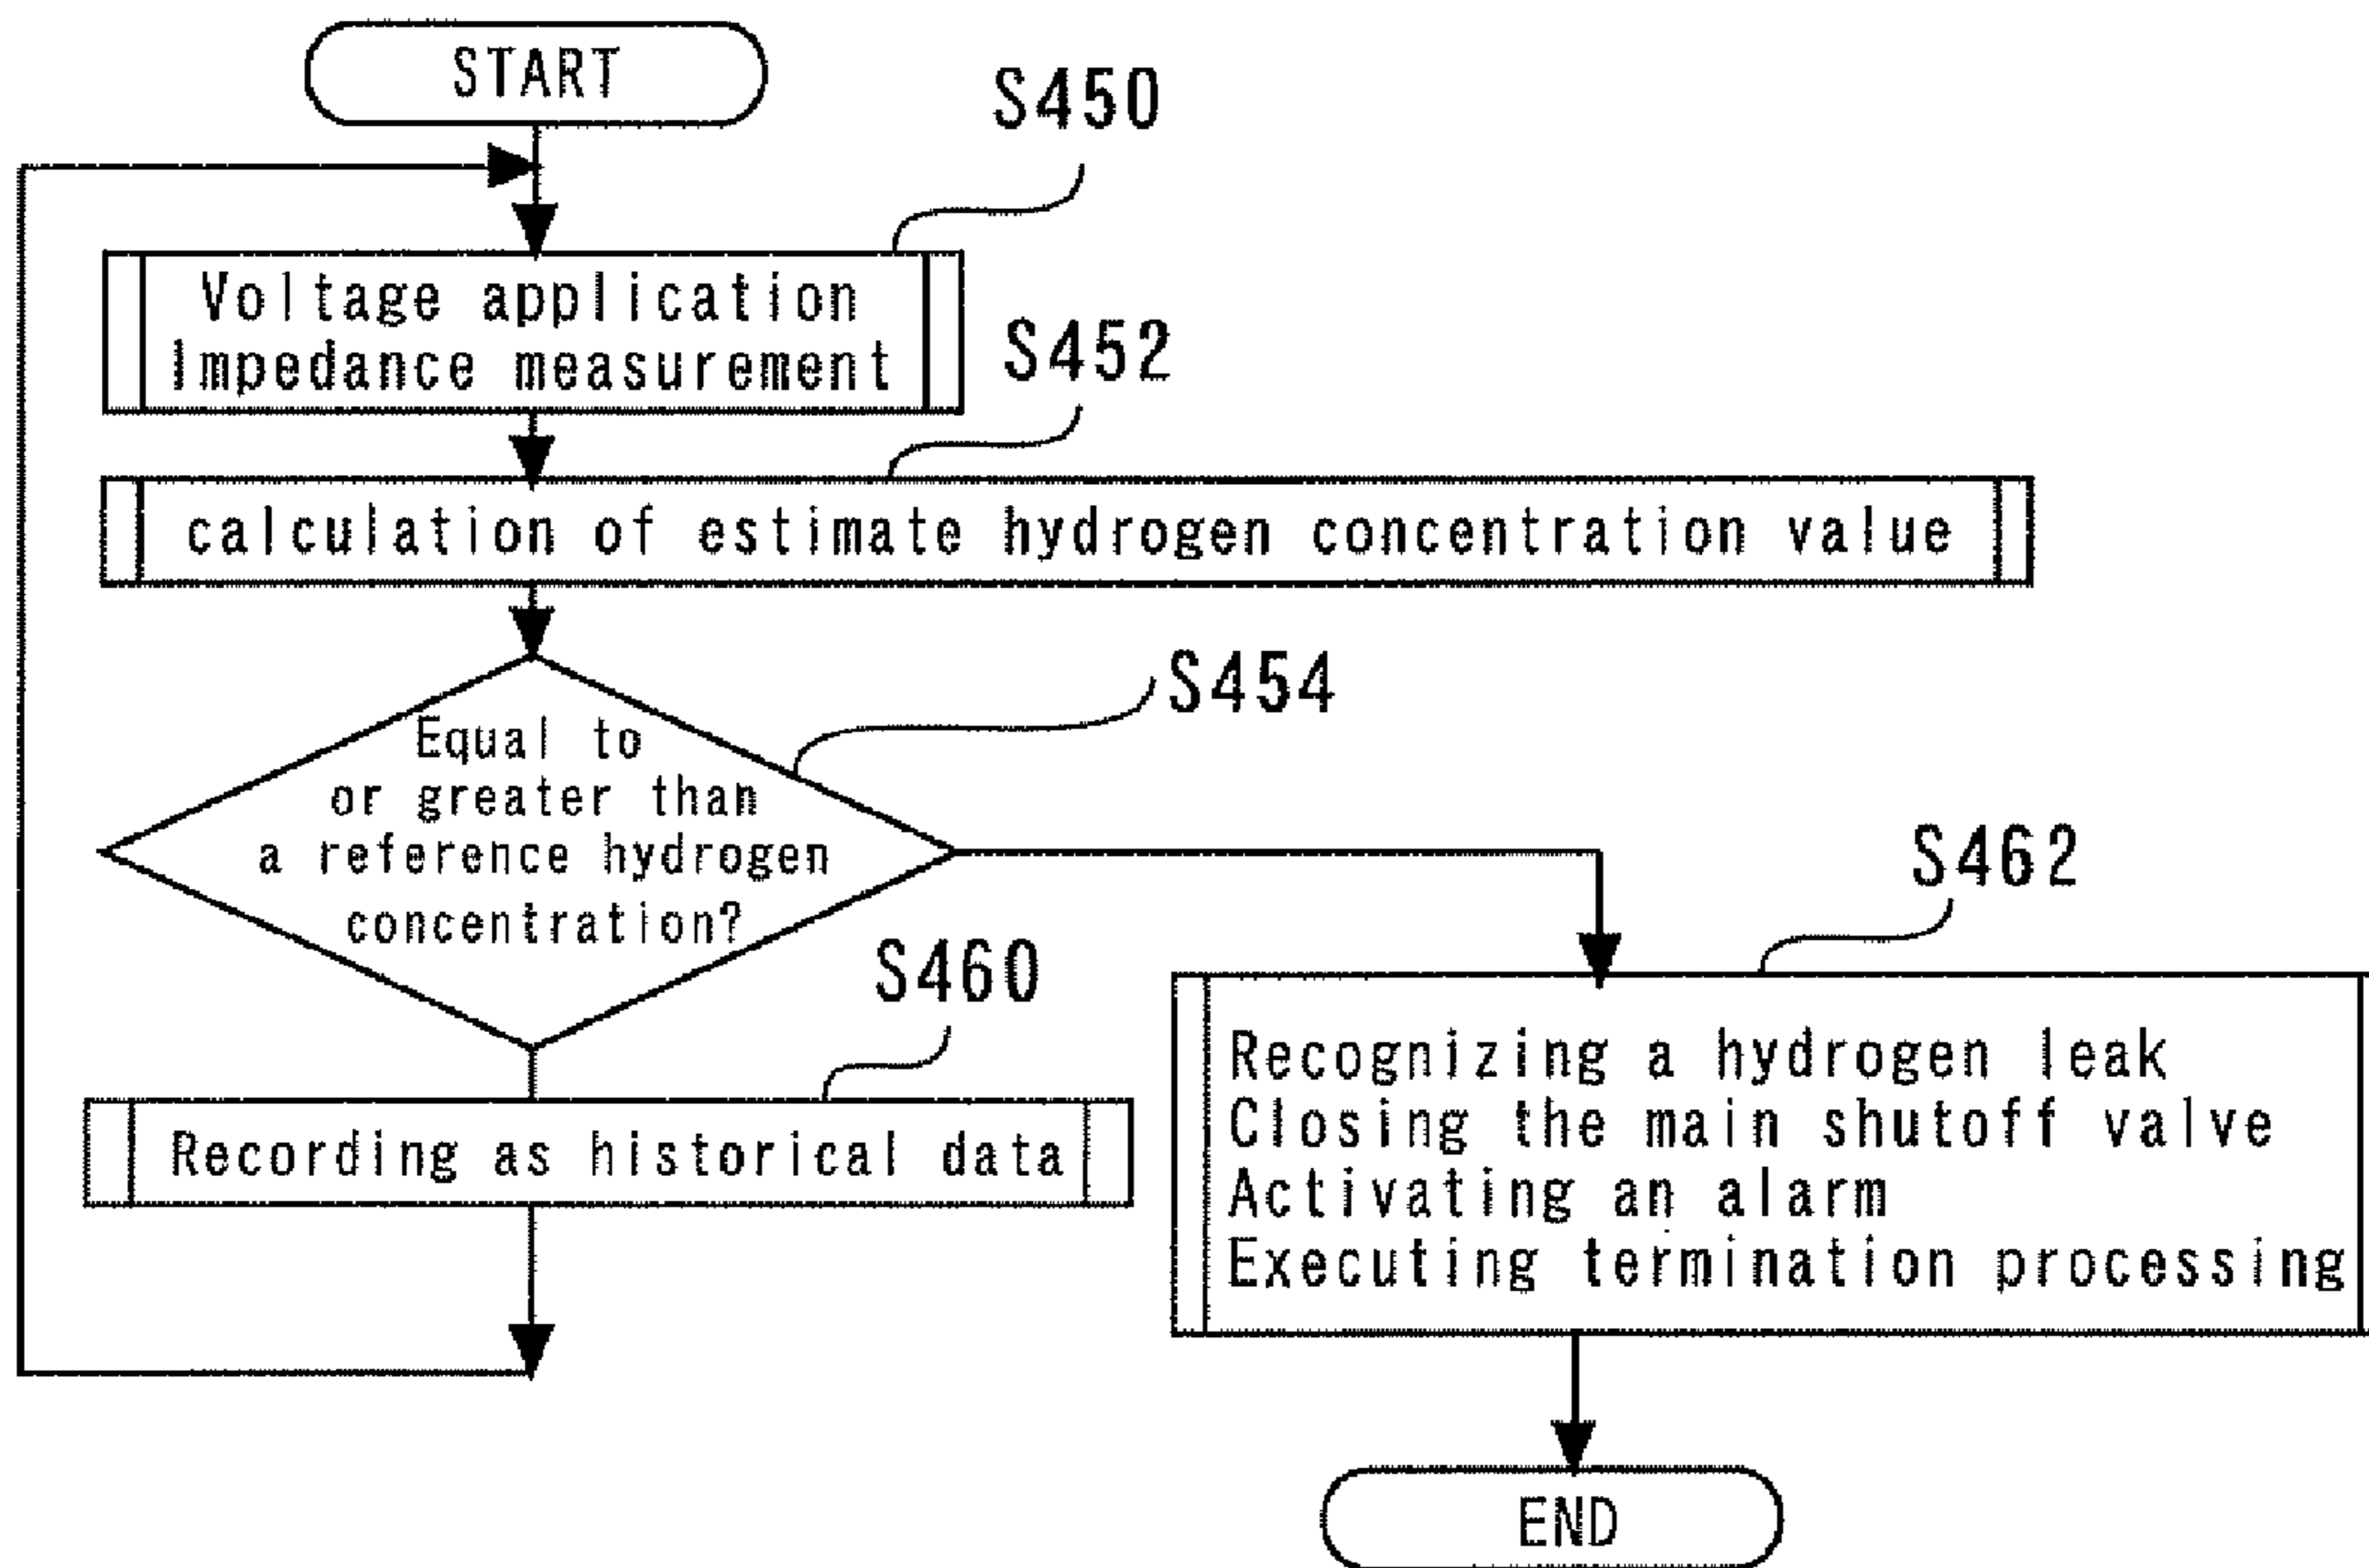 START
S450
Voltage application
Impedance measurement
S452
calculation of estimate hydrogen concentration value
S454
Equal to
or greater than
a reference hydrogen
concentration?
S462
S460
Recording as historical data
Recognizing a hydrogen leak
Closing the main shutoff valve
Activating an alarm
Executing termination processing
END